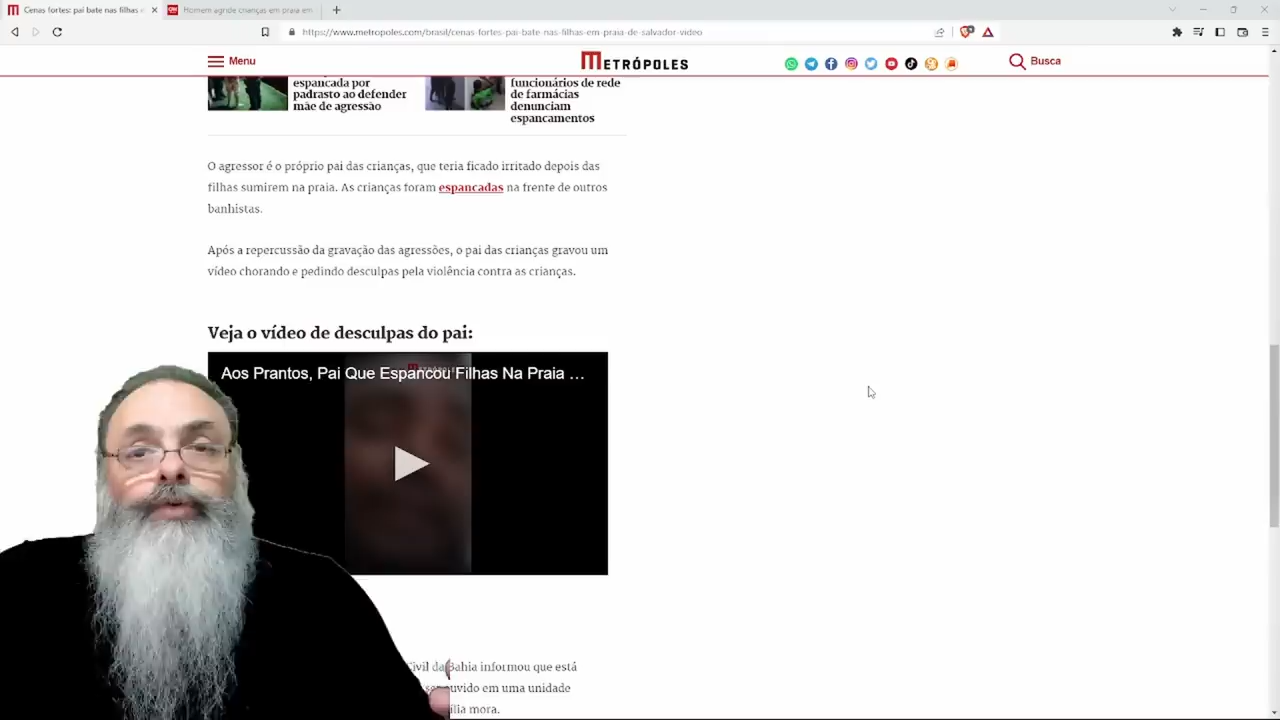 Cenas fortes: pai bate nas filhas e
Homem agride crianças em praia em
https://www.metropoles.com/brasil/cenas-fortes-pai-bate-nas-filhas-em-praia-de-salvador-video
Menu
METRÓPOLES
Busca
espancada por
padrasto ao defender
mãe de agressão
funcionários de rede
de farmácias
denunciam
espancamentos
O agressor é o próprio pai das crianças, que teria ficado irritado depois das
filhas sumirem na praia. As crianças foram espancadas na frente de outros
banhistas.
Após a repercussão da gravação das agressões, o pai das crianças gravou um
vídeo chorando e pedindo desculpas pela violência contra as crianças.
Veja o vídeo de desculpas do pai:
Aos Prantos, Pai Que Espancou Filhas Na Praia …
Civil da Bahia informou que está
ouvido em uma unidade
mora.